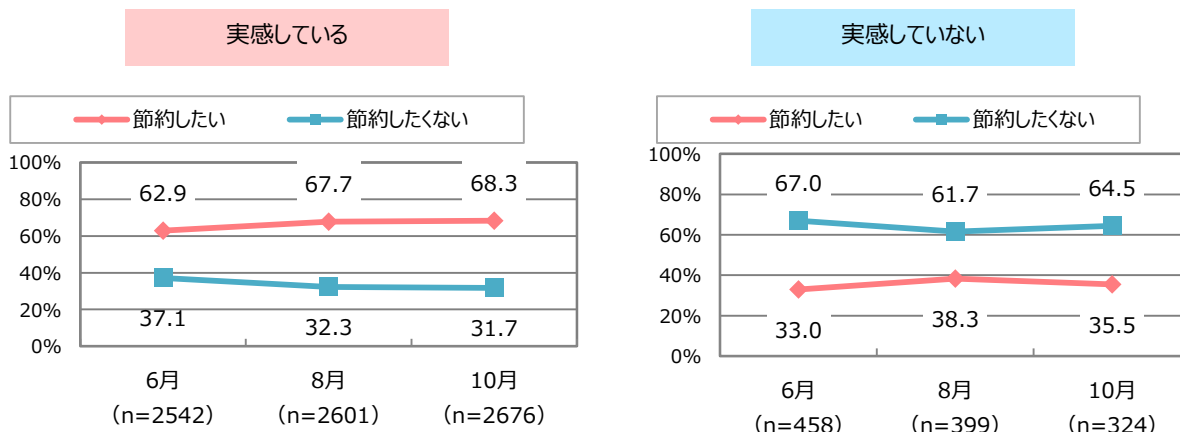 実感している
節約したい 節約したくない
100%
80%
60%
40%
20%
0%
62.9 67.7 68.3
37.1 32.3 31.7
6月 8月 10月
（n=2542） （n=2601） （n=2676）
実感していない
節約したい 節約したくない
100%
80%
60%
40%
20%
0%
67.0 61.7 64.5
33.0 38.3 35.5
6月 8月 10月
（n=458） （n=399） （n=324）